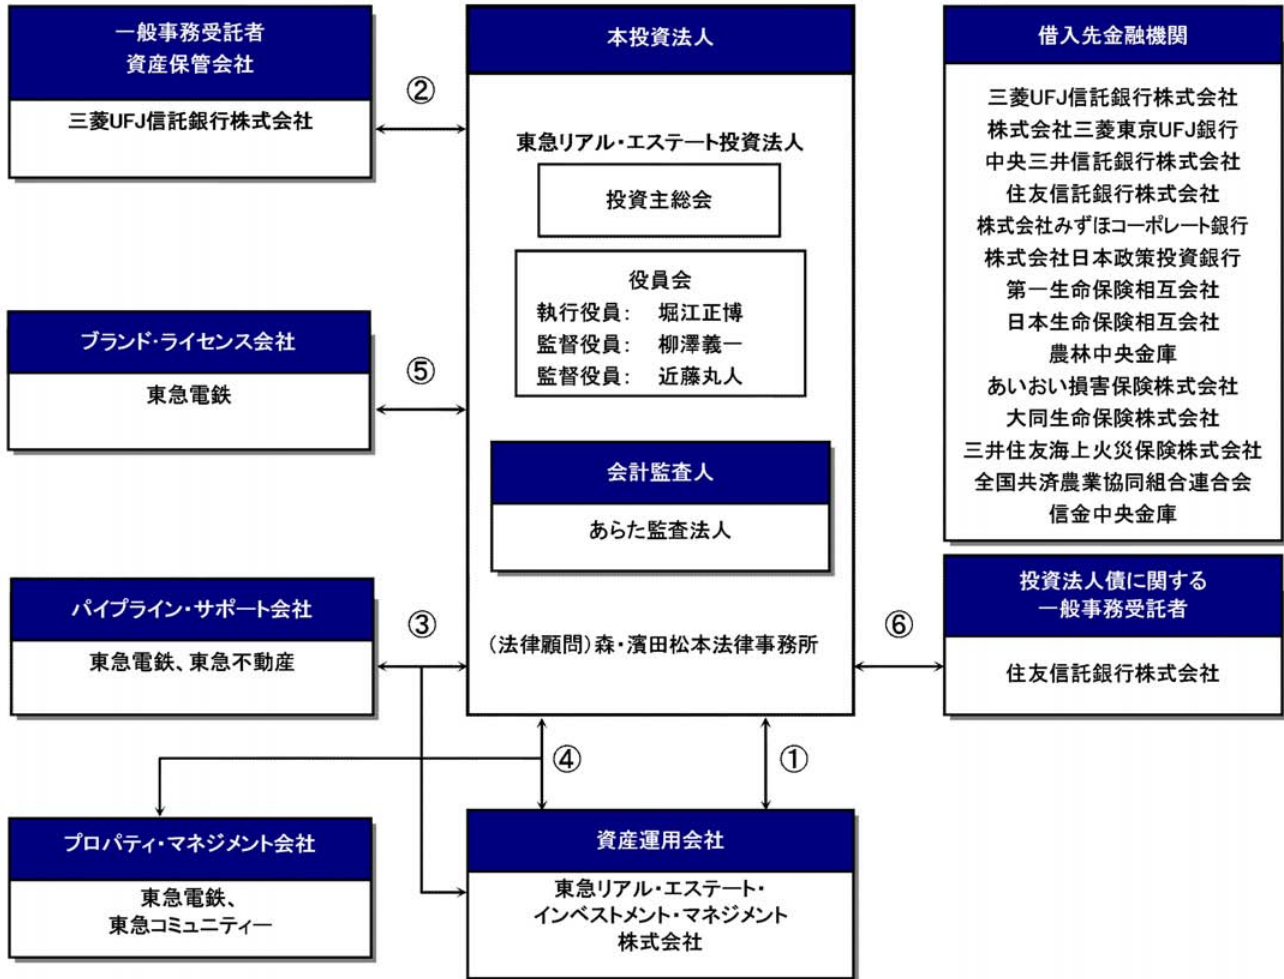 一般事務受託者
資産保管会社
三菱UFJ信託銀行株式会社
②
ブランド・ライセンス会社
東急電鉄
⑤
パイプライン・サポート会社
東急電鉄、東急不動産
③
プロパティ・マネジメント会社
東急電鉄、
東急コミュニティー
本投資法人
東急リアル・エステート投資法人
投資主総会
役員会
執行役員： 堀江正博
監督役員： 柳澤義一
監督役員： 近藤丸人
会計監査人
あらた監査法人
(法律顧問)森・濱田松本法律事務所
④
①
資産運用会社
東急リアル・エステート・
インベストメント・マネジメント
株式会社
借入先金融機関
三菱UFJ信託銀行株式会社
株式会社三菱東京UFJ銀行
中央三井信託銀行株式会社
住友信託銀行株式会社
株式会社みずほコーポレート銀行
株式会社日本政策投資銀行
第一生命保険相互会社
日本生命保険相互会社
農林中央金庫
あいおい損害保険株式会社
大同生命保険株式会社
三井住友海上火災保険株式会社
全国共済農業協同組合連合会
信金中央金庫
⑥
投資法人債に関する
一般事務受託者
住友信託銀行株式会社